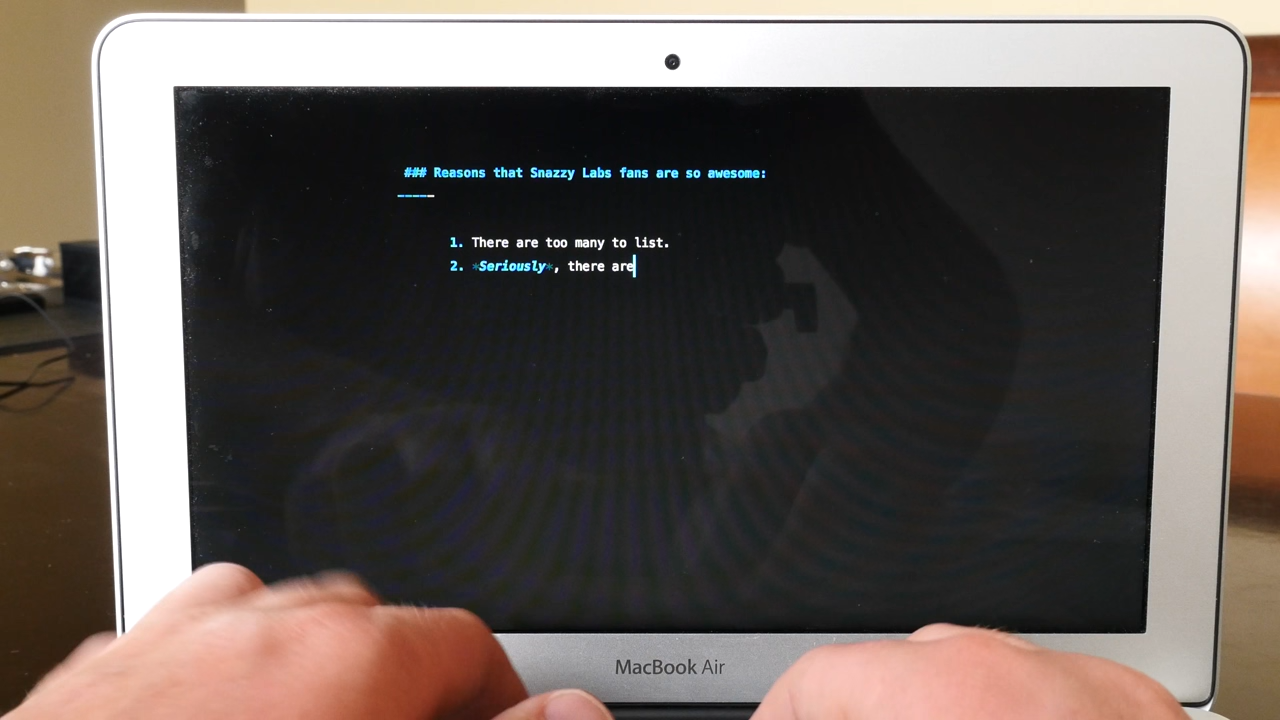 ### Reasons that Snazzy Labs fans are so awesome:
-----
1. There are too many to list.
2. *Seriously*, there are
MacBook Air